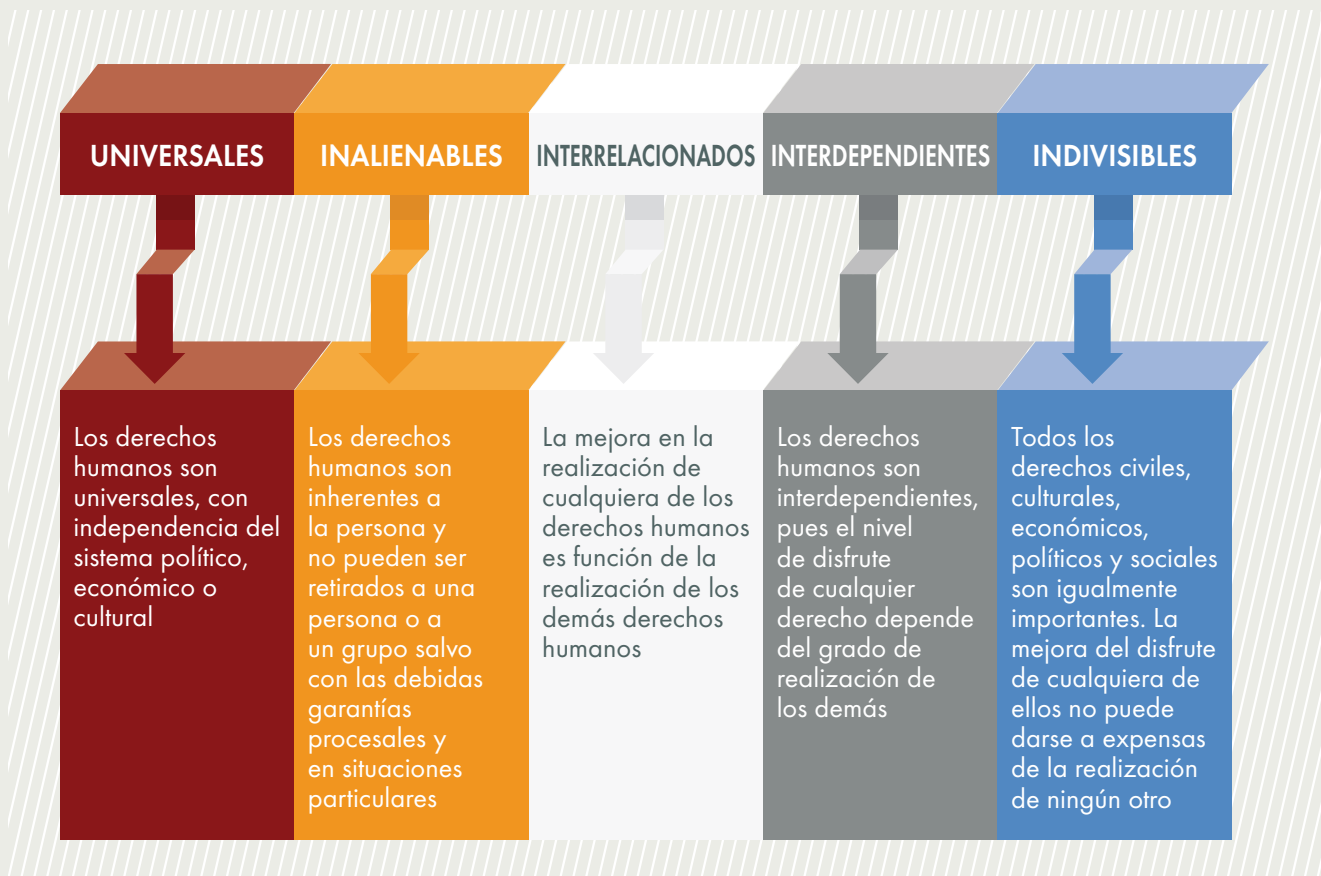 UNIVERSALES
INALIENABLES
INTERRELACIONADOS
INTERDEPENDIENTES
INDIVISIBLES
Los derechos
humanos son
universales, con
independencia del
sistema político,
económico o
cultural
Los derechos
humanos son
inherentes a
la persona y
no pueden ser
retirados a una
persona o a
un grupo salvo
con las debidas
garantías
procesales y
en situaciones
particulares
La mejora en la
realización de
cualquiera de los
derechos humanos
es función de la
realización de los
demás derechos
humanos
Los derechos
humanos son
interdependientes,
pues el nivel
de disfrute
de cualquier
derecho depende
del grado de
realización de
los demás
Todos los
derechos civiles,
culturales,
económicos,
políticos y sociales
son igualmente
importantes. La
mejora del disfrute
de cualquiera de
ellos no puede
darse a expensas
de la realización
de ningún otro